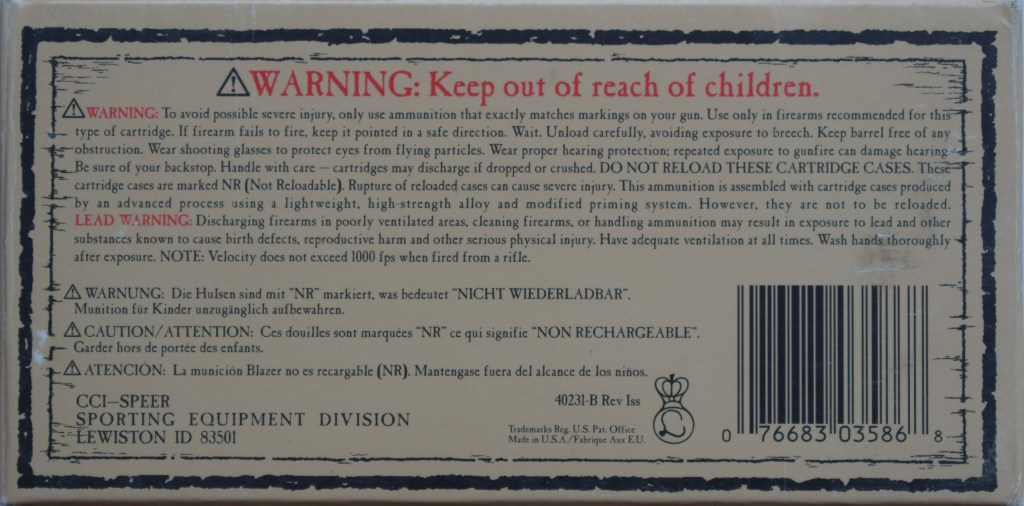 ⚠WARNING: Keep out of reach of children.
⚠WARNING: To avoid possible severe injury, only use ammunition that exactly matches markings on your gun. Use only in firearms recommended for this
type of cartridge. If firearm fails to fire, keep it pointed in a safe direction. Wait. Unload carefully, avoiding exposure to breech. Keep barrel free of any
obstruction. Wear shooting glasses to protect eyes from flying particles. Wear proper hearing protection; repeated exposure to gunfire can damage hearing.
Be sure of your backstop. Handle with care — cartridges may discharge if dropped or crushed. DO NOT RELOAD THESE CARTRIDGE CASES. These
cartridge cases are marked NR (Not Reloadable). Rupture of reloaded cases can cause severe injury. This ammunition is assembled with cartridge cases produced
by an advanced process using a lightweight, high-strength alloy and modified priming system. However, they are not to be reloaded.
LEAD WARNING: Discharging firearms in poorly ventilated areas, cleaning firearms, or handling ammunition may result in exposure to lead and other
substances known to cause birth defects, reproductive harm and other serious physical injury. Have adequate ventilation at all times. Wash hands thoroughly
after exposure. NOTE: Velocity does not exceed 1000 fps when fired from a rifle.
⚠ WARNUNG: Die Hulsen sind mit "NR" markiert, was bedeutet "NICHT WIEDERLADBAR".
Munition für Kinder unzugänglich aufbewahren.
⚠ CAUTION/ATTENTION: Ces douilles sont marquées "NR" ce qui signifie "NON RECHARGEABLE".
Garder hors de portée des enfants.
⚠ ATENCIÓN: La munición Blazer no es recargable (NR). Mantengase fuera del alcance de los niños.
CCI–SPEER
SPORTING EQUIPMENT DIVISION
LEWISTON ID 83501
40231-B Rev Iss
Trademarks Reg. U.S. Pat. Office
Made in U.S.A./Fabrique Aux E.U.
L
0 76683 03586 8